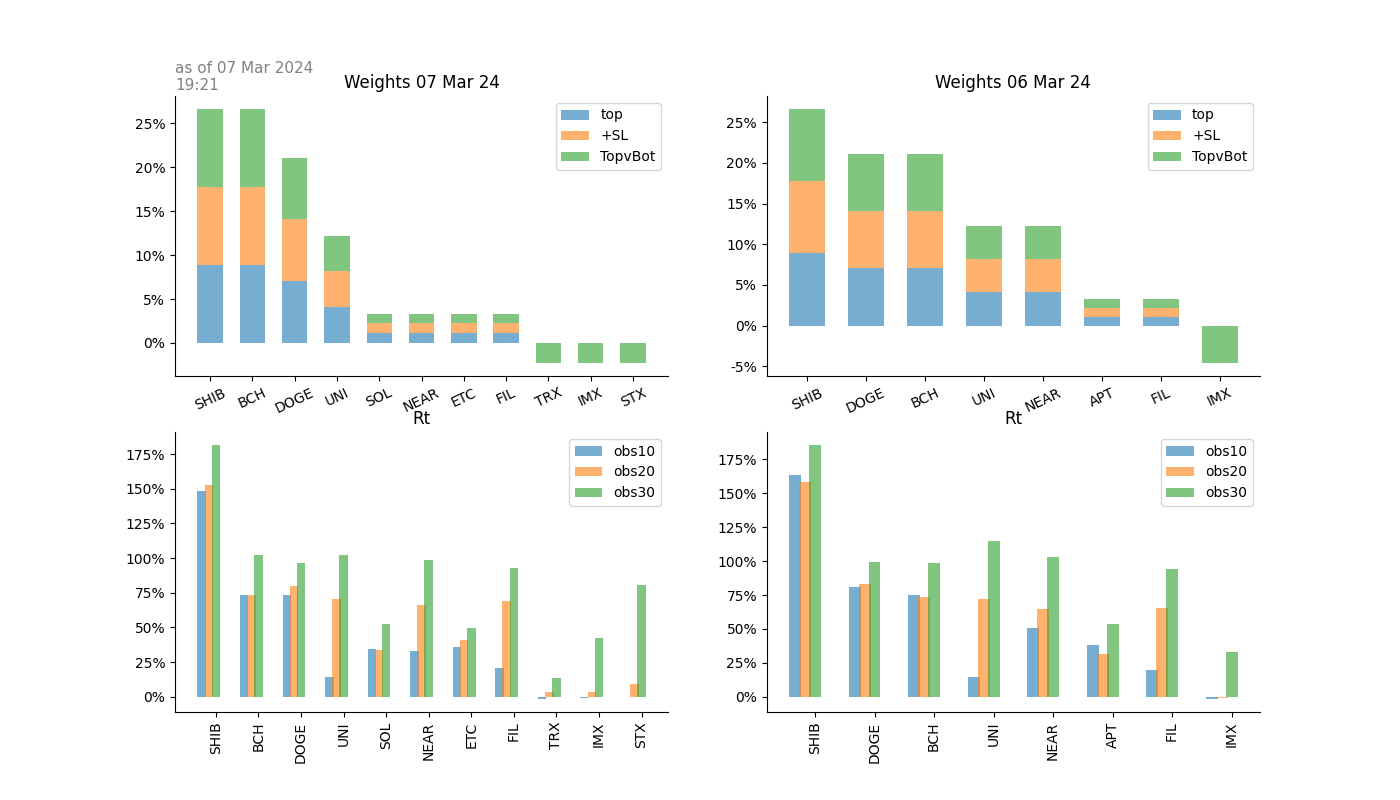 as of 07 Mar 2024
19:21
Weights 07 Mar 24
25%
20%
15%
10%
5%
0%
top
+SL
TopvBot
SHIB
BCH
DOGE
UNI
SOL
NEAR
ETC
FIL
TRX
IMX
STX
Weights 06 Mar 24
25%
20%
15%
10%
5%
0%
-5%
top
+SL
TopvBot
SHIB
DOGE
BCH
UNI
NEAR
APT
FIL
IMX
Rt
175%
150%
125%
100%
75%
50%
25%
0%
obs10
obs20
obs30
SHIB
BCH
DOGE
UNI
SOL
NEAR
ETC
FIL
TRX
IMX
STX
Rt
175%
150%
125%
100%
75%
50%
25%
0%
obs10
obs20
obs30
SHIB
DOGE
BCH
UNI
NEAR
APT
FIL
IMX